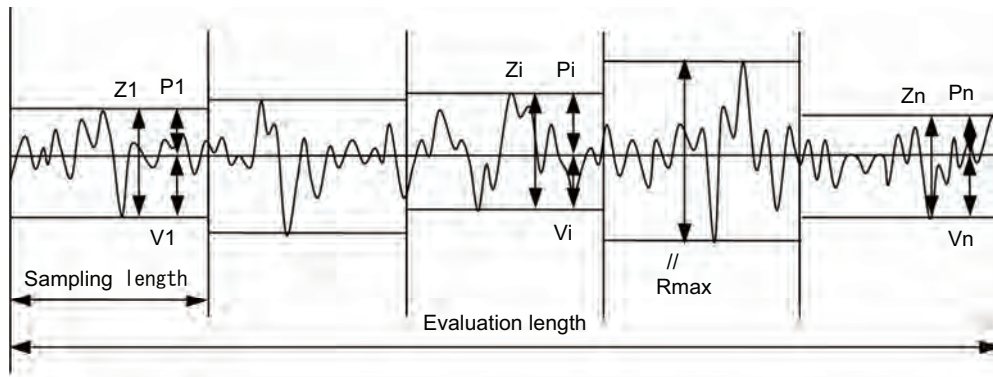 Z1 P1
Zi Pi
Zn Pn
V1
Vi
Vn
Sampling length
//
Rmax
Evaluation length